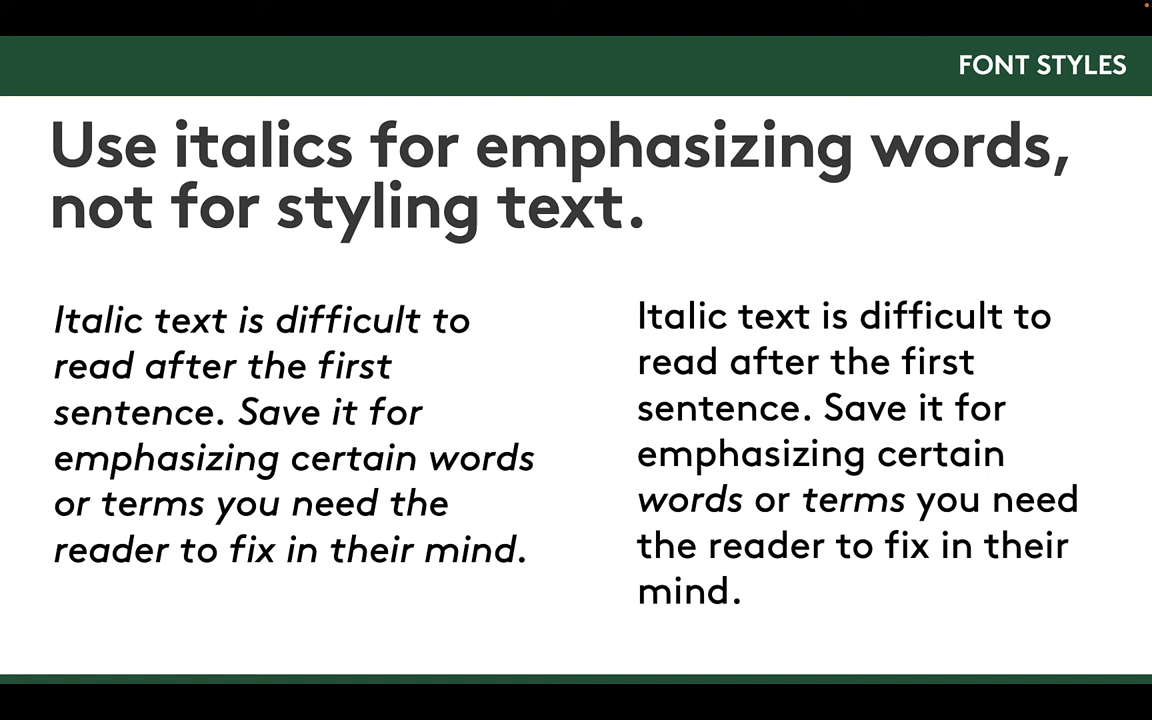 FONT STYLES
Use italics for emphasizing words,
not for styling text.
Italic text is difficult to
read after the first
sentence. Save it for
emphasizing certain words
or terms you need the
reader to fix in their mind.
Italic text is difficult to
read after the first
sentence. Save it for
emphasizing certain
words or terms you need
the reader to fix in their
mind.